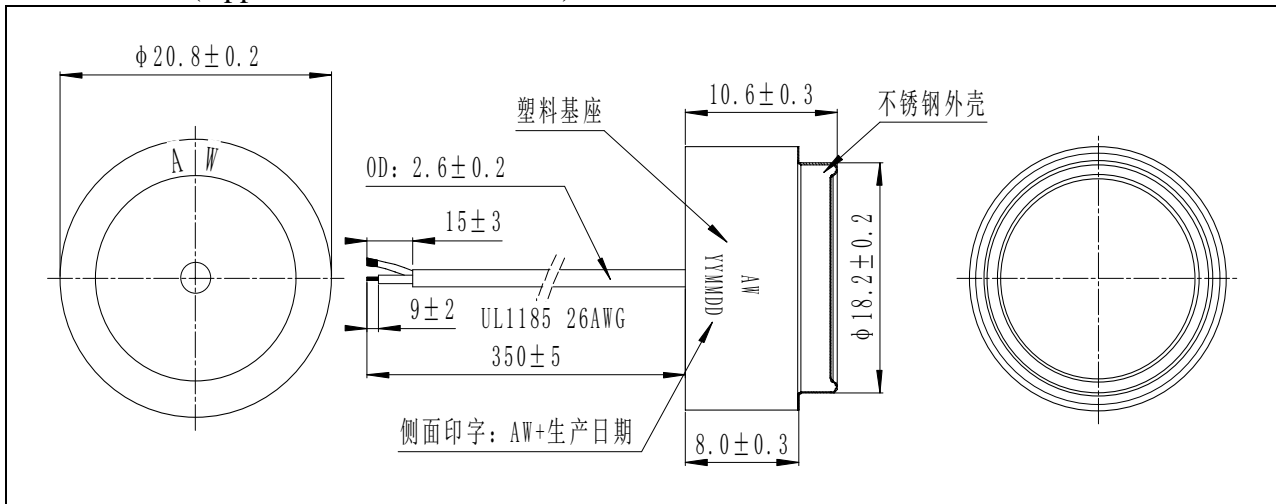 φ20.8±0.2
A W
10.6±0.3
不锈钢外壳
塑料基座
OD: 2.6±0.2
15±3
9±2
UL1185 26AWG
350±5
AW
YYMMDD
φ18.2±0.2
侧面印字: AW+生产日期
8.0±0.3